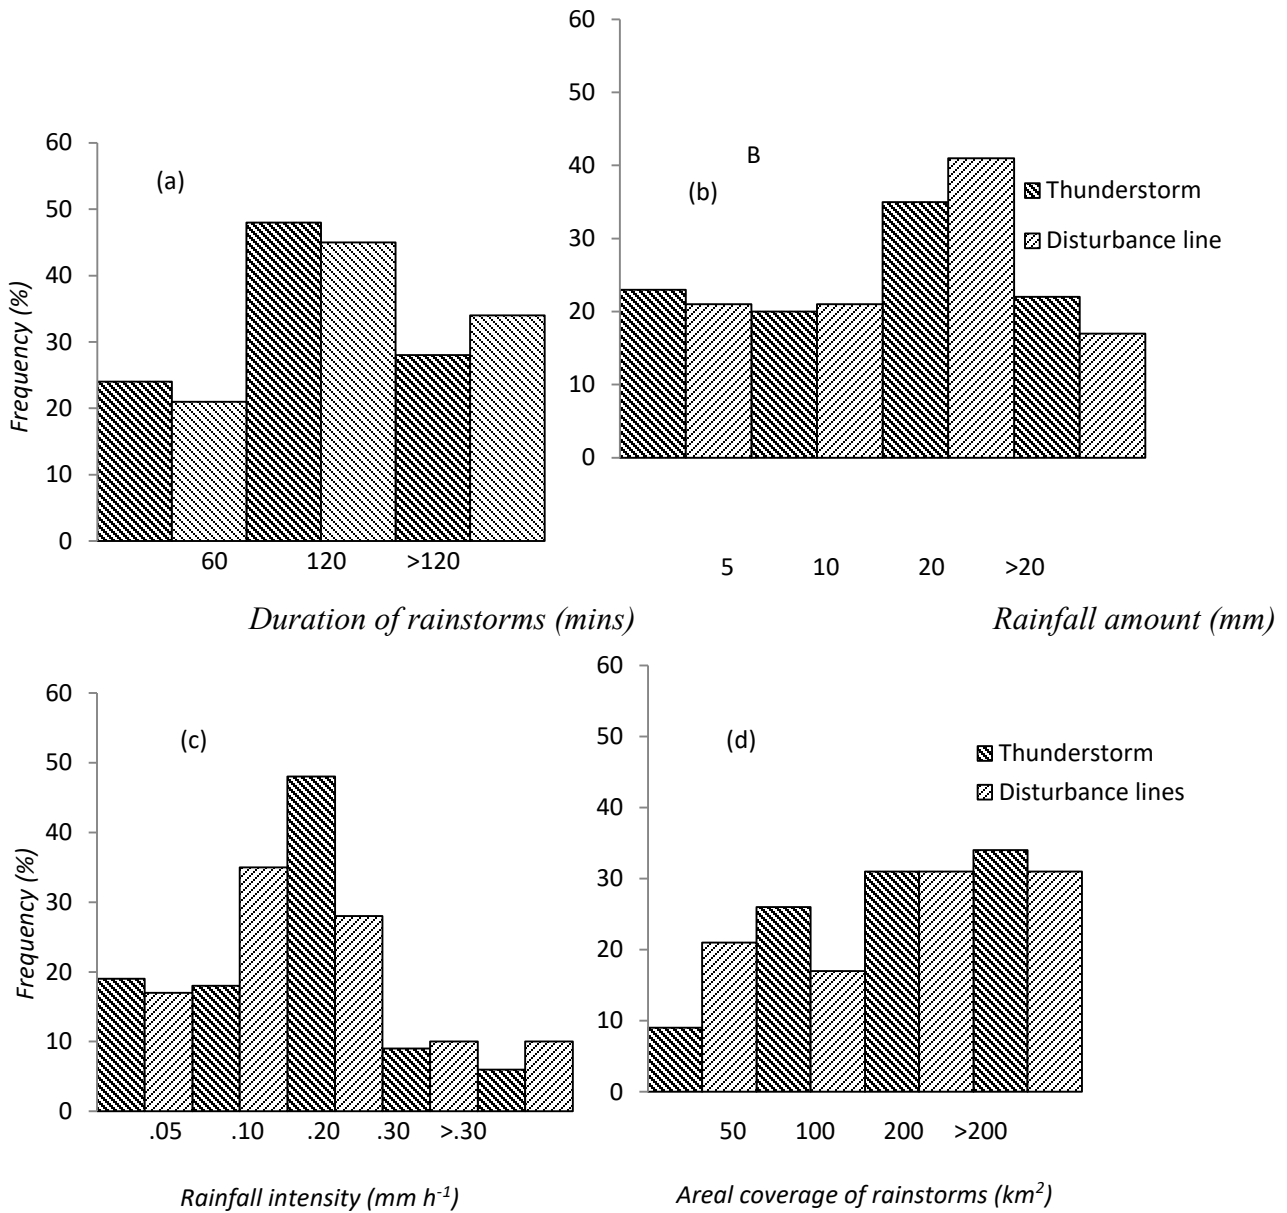 60
50
40
30
20
10
0
Frequency (%)
(a)
60 120 >120
Duration of rainstorms (mins)
60
50
40
30
20
10
0
B
(b)
Thunderstorm
Disturbance line
5 10 20 >20
Rainfall amount (mm)
60
50
40
30
20
10
0
Frequency (%)
(c)
.05 .10 .20 .30 >.30
Rainfall intensity (mm h⁻¹)
60
50
40
30
20
10
0
(d)
Thunderstorm
Disturbance lines
50 100 200 >200
Areal coverage of rainstorms (km²)